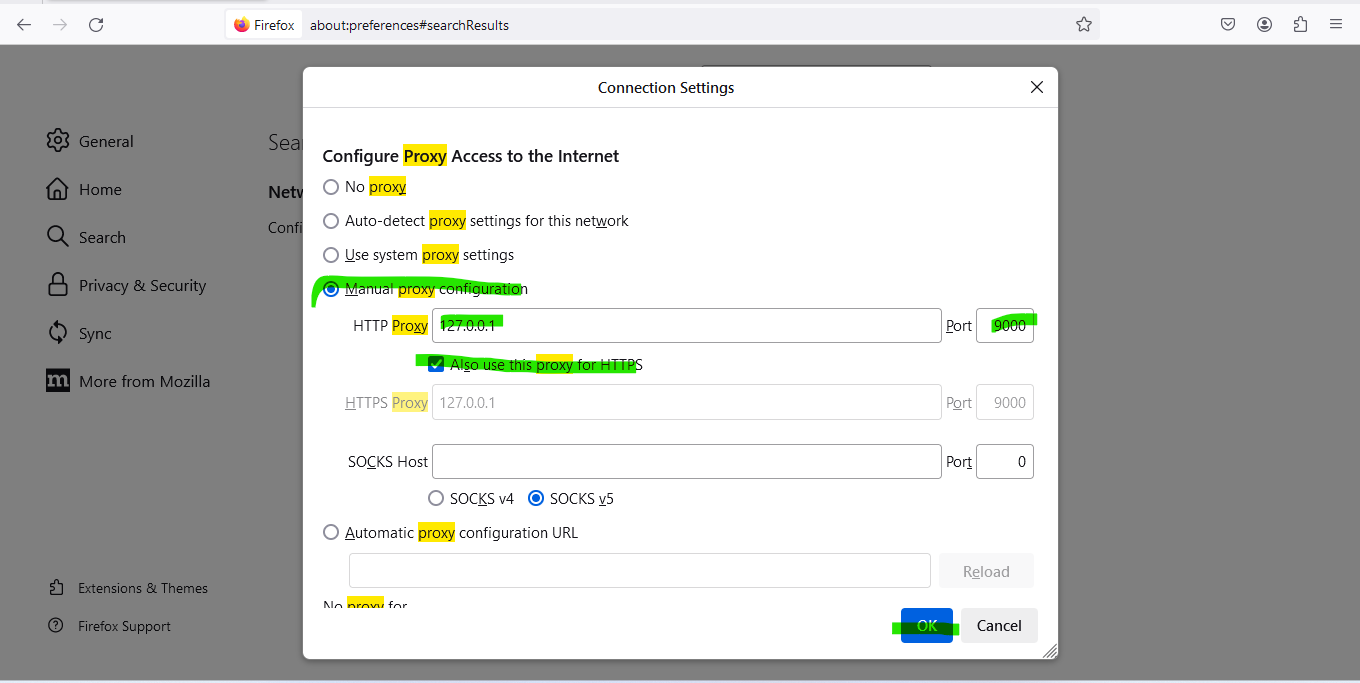 Firefox about:preferences#searchResults
Connection Settings
General
Home
Search
Privacy & Security
Sync
More from Mozilla
Extensions & Themes
Firefox Support
Sear
Netw
Confi
Configure Proxy Access to the Internet
No proxy
Auto-detect proxy settings for this network
Use system proxy settings
Manual proxy configuration
HTTP Proxy 127.0.0.1 Port 9000
Also use this proxy for HTTPS
HTTPS Proxy 127.0.0.1 Port 9000
SOCKS Host Port 0
SOCKS v4 SOCKS v5
Automatic proxy configuration URL
Reload
No proxy for
OK Cancel